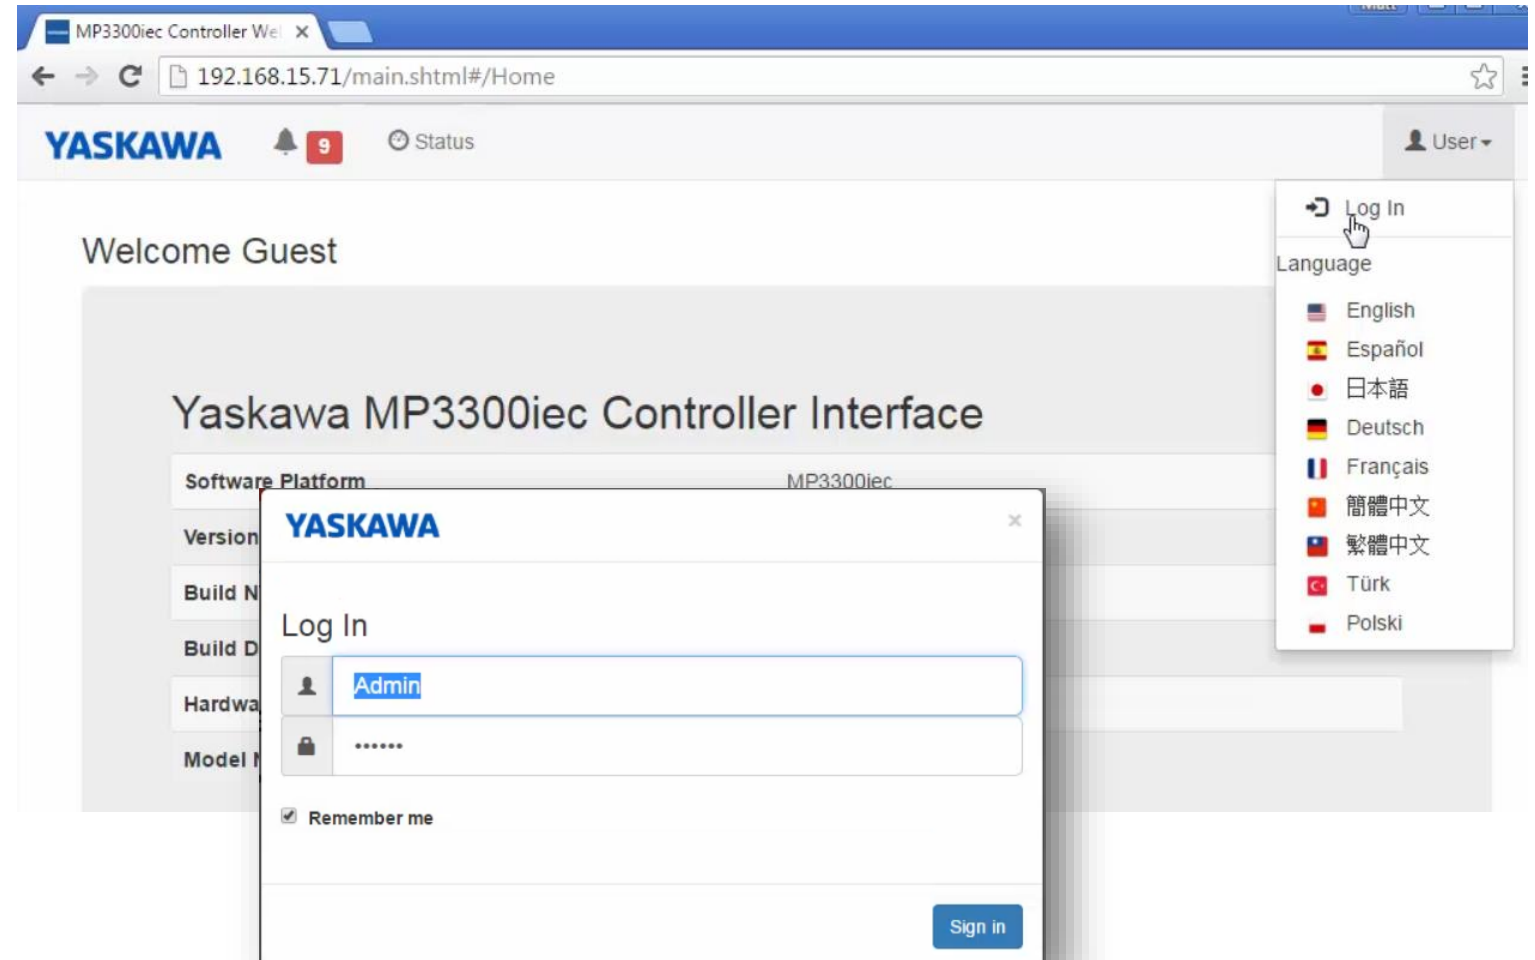 MP3300iec Controller We
192.168.15.71/main.shtml#/Home
YASKAWA 9 Status User
Log In
Language
English
Español
日本語
Deutsch
Français
簡體中文
繁體中文
Türk
Polski
Welcome Guest
Yaskawa MP3300iec Controller Interface
Software Platform MP3300iec
Version
Build N
Build D
Hardwa
Model
YASKAWA ×
Log In
Admin
••••••
Remember me
Sign in